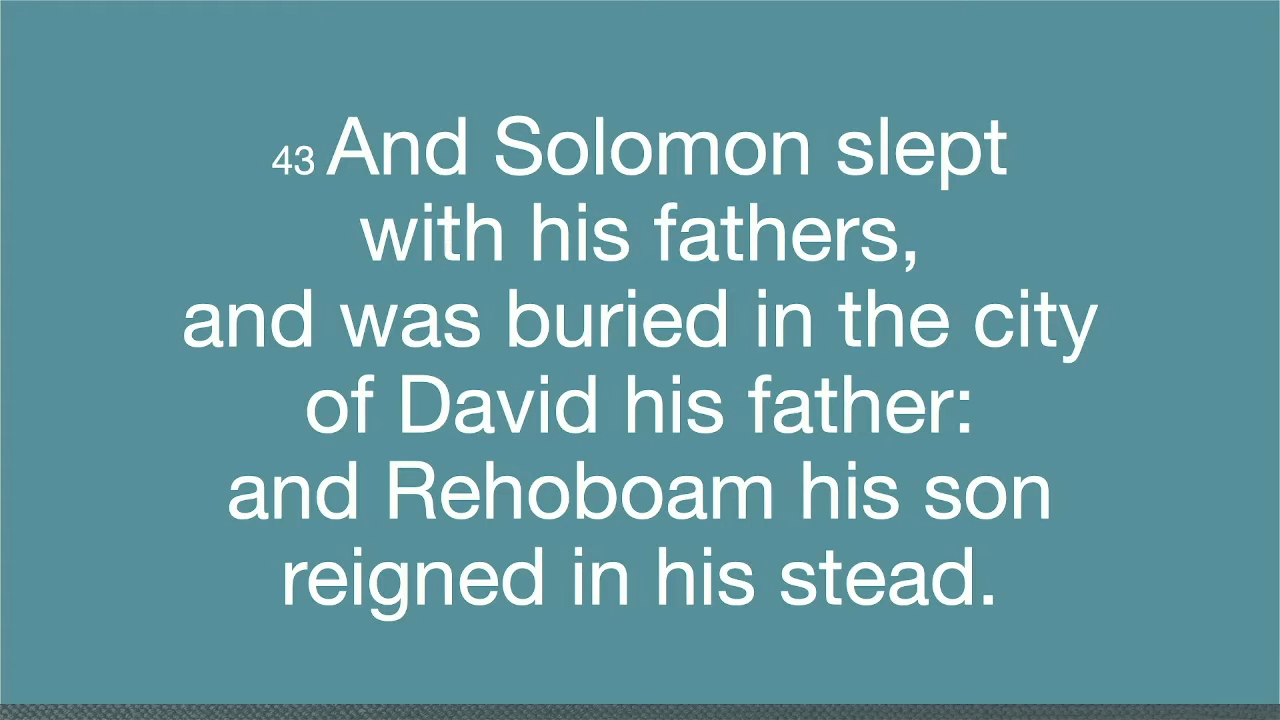 43 And Solomon slept
with his fathers,
and was buried in the city
of David his father:
and Rehoboam his son
reigned in his stead.